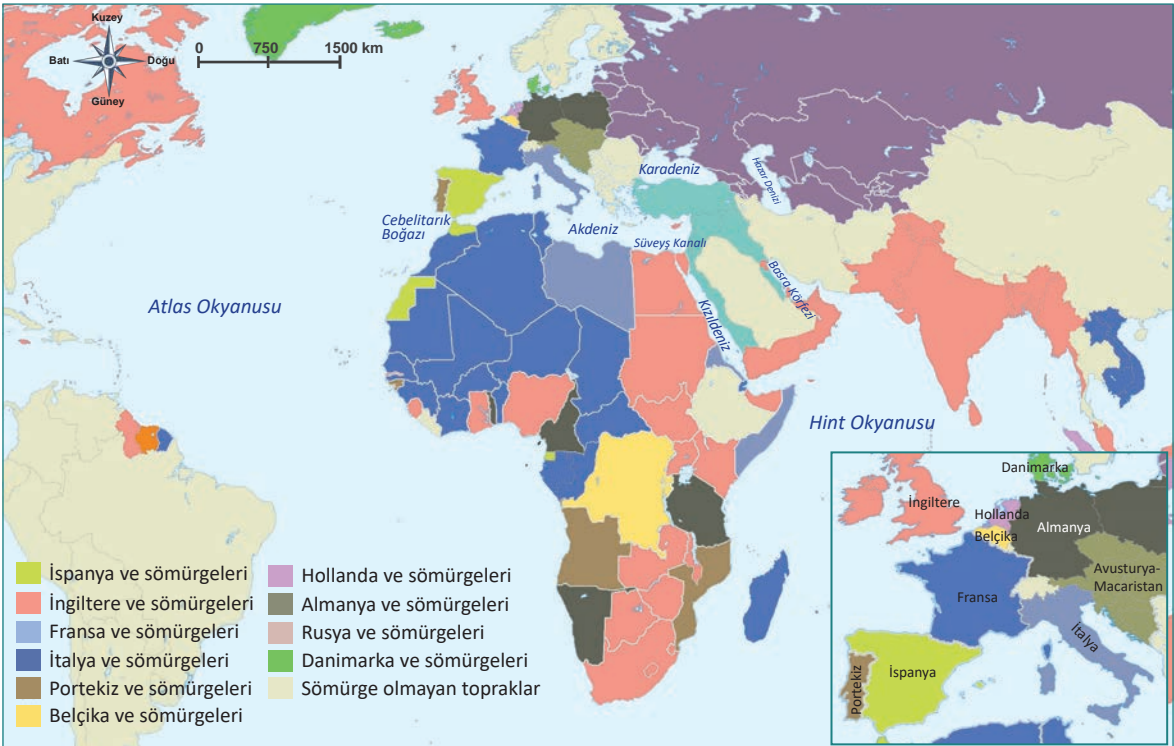 Kuzey
Batı
Doğu
Güney
0 750 1500 km
Karadeniz
Hazar Denizi
Cebelitarık
Boğazı
Akdeniz
Süveyş Kanalı
Basra Körfezi
Kızıldeniz
Atlas Okyanusu
Hint Okyanusu
İspanya ve sömürgeleri
İngiltere ve sömürgeleri
Fransa ve sömürgeleri
İtalya ve sömürgeleri
Portekiz ve sömürgeleri
Belçika ve sömürgeleri
Hollanda ve sömürgeleri
Almanya ve sömürgeleri
Rusya ve sömürgeleri
Danimarka ve sömürgeleri
Sömürge olmayan topraklar
Danimarka
İngiltere
Hollanda
Belçika
Almanya
Avusturya-
Macaristan
Fransa
İtalya
İspanya
Portekiz